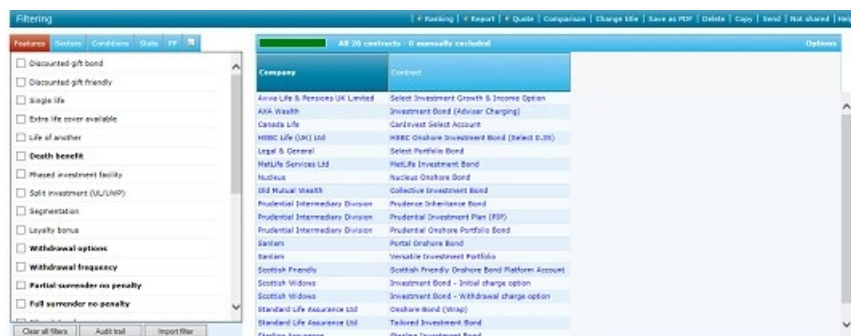 Filtering
Ranking | Report | Quote | Comparison | Change title | Save as PDF | Delete | Copy | Send | Not shared | Help
Features Sectors Conditions Stats PF
All 20 contracts - 0 manually excluded Options
Company Contract
Discounted gift bond
Discounted gift friendly
Single life
Extra life cover available
Life of another
Death benefit
Phased investment facility
Split investment (UL/UWP)
Segmentation
Loyalty bonus
Withdrawal options
Withdrawal frequency
Partial surrender no penalty
Full surrender no penalty
Clear all filters Audit trail Import filter
Aviva Life & Pensions UK Limited Select Investment Growth & Income Option
AXA Wealth Investment Bond (Adviser Charging)
Canada Life CanInvest Select Account
HSBC Life (UK) Ltd HSBC Onshore Investment Bond (Select 0.35)
Legal & General Select Portfolio Bond
MetLife Services Ltd MetLife Investment Bond
Nucleus Nucleus Onshore Bond
Old Mutual Wealth Collective Investment Bond
Prudential Intermediary Division Prudence Inheritance Bond
Prudential Intermediary Division Prudential Investment Plan (PIP)
Prudential Intermediary Division Prudential Onshore Portfolio Bond
Sanlam Portal Onshore Bond
Sanlam Versatile Investment Portfolio
Scottish Friendly Scottish Friendly Onshore Bond Platform Account
Scottish Widows Investment Bond - Initial charge option
Scottish Widows Investment Bond - Withdrawal charge option
Standard Life Assurance Ltd Onshore Bond (Wrap)
Standard Life Assurance Ltd Tailored Investment Bond
Sterling Assurance Sterling Investment Bond